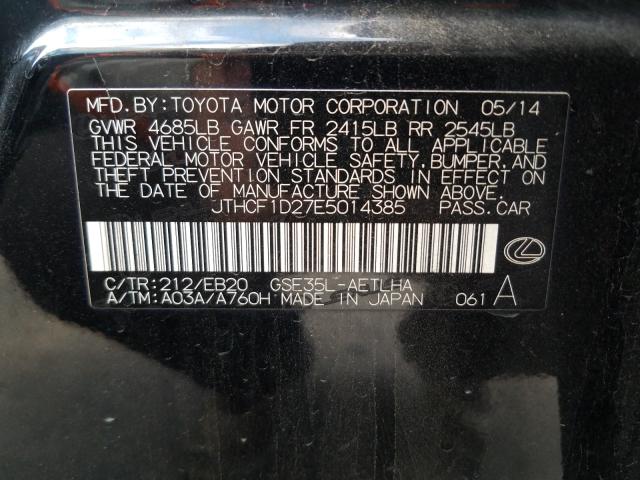 MFD. BY: TOYOTA MOTOR CORPORATION 05/14
GVWR 4685LB GAWR FR 2415LB RR 2545LB
THIS VEHICLE CONFORMS TO ALL APPLICABLE
FEDERAL MOTOR VEHICLE SAFETY, BUMPER, AND
THEFT PREVENTION STANDARDS IN EFFECT ON
THE DATE OF MANUFACTURE SHOWN ABOVE.
JTHCF1D27E5014385 PASS. CAR
C/TR: 212/EB20 GSE35L-AETLHA
A/TM: A03A/A760H MADE IN JAPAN 061 A